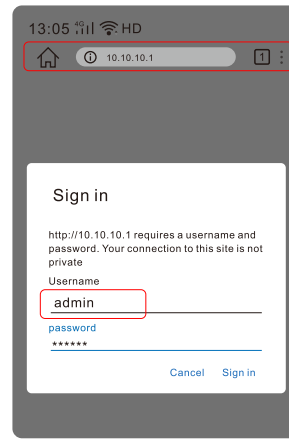 13:05 4G HD
10.10.10.1 1
Sign in
http://10.10.10.1 requires a username and
password. Your connection to this site is not
private
Username
admin
password
******
Cancel Sign in